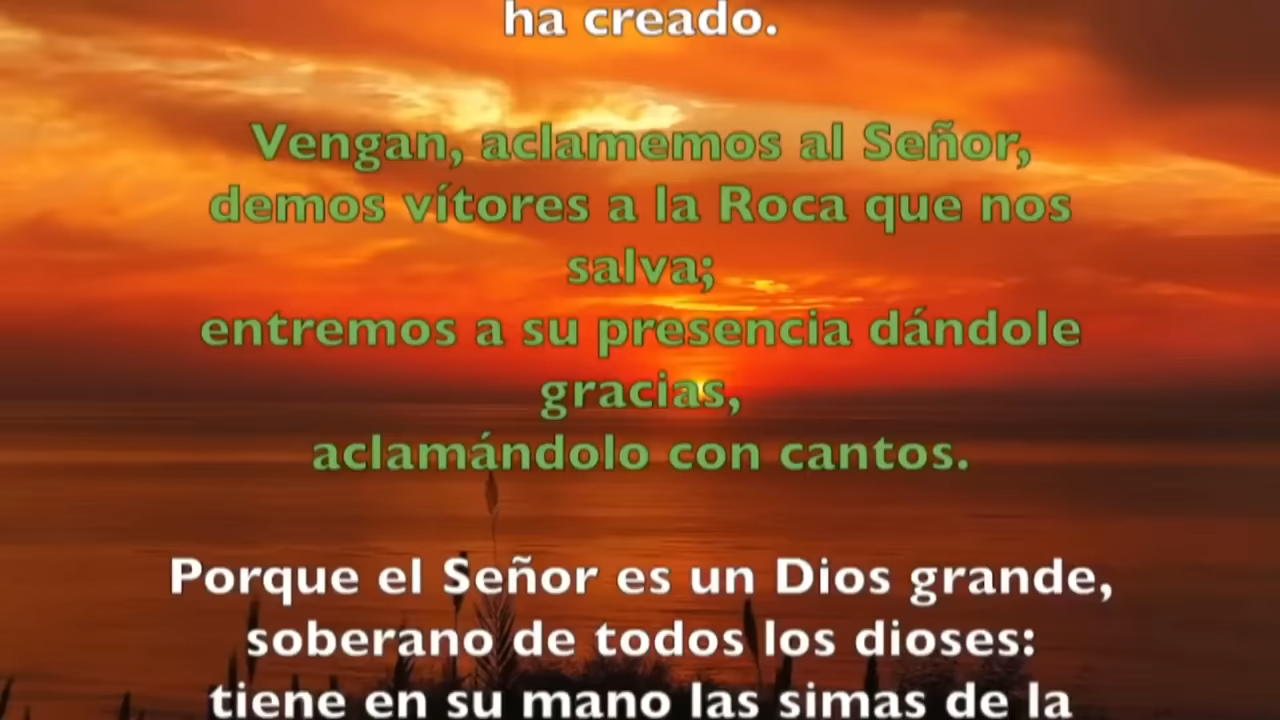 ha creado.
Vengan, aclamemos al Señor,
demos vítores a la Roca que nos
salva;
entremos a su presencia dándole
gracias,
aclamándolo con cantos.
Porque el Señor es un Dios grande,
soberano de todos los dioses:
tiene en su mano las simas de la